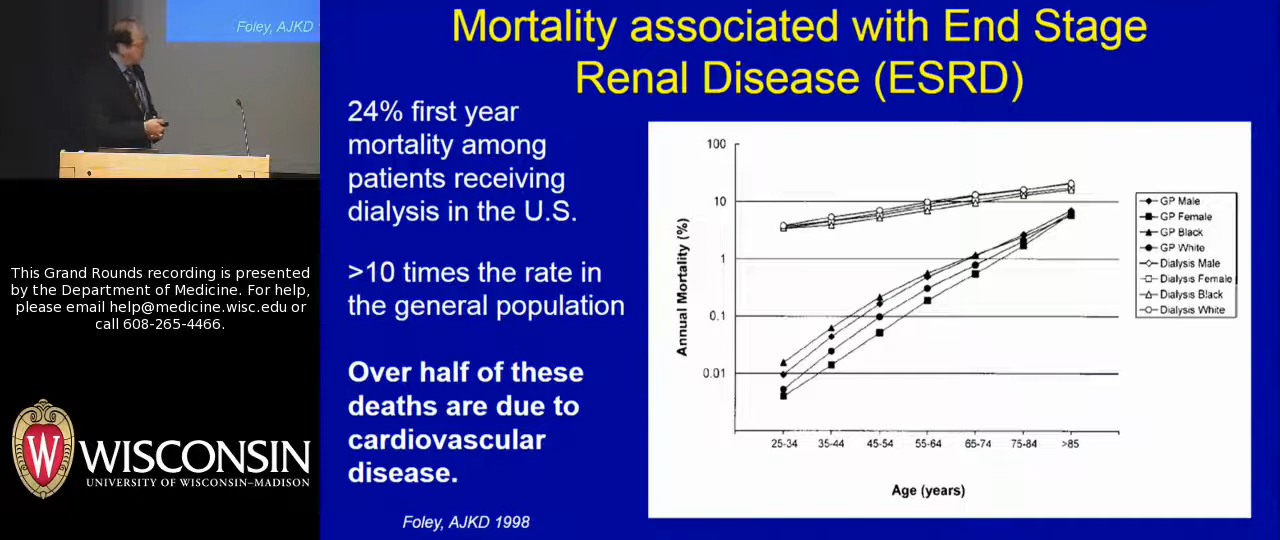 Foley, AJKD
Mortality associated with End Stage
Renal Disease (ESRD)
24% first year
mortality among
patients receiving
dialysis in the U.S.
>10 times the rate in
the general population
Over half of these
deaths are due to
cardiovascular
disease.
Foley, AJKD 1998
Annual Mortality (%)
100
10
1
0.1
0.01
25-34
35-44
45-54
55-64
65-74
75-84
>85
Age (years)
GP Male
GP Female
GP Black
GP White
Dialysis Male
Dialysis Female
Dialysis Black
Dialysis White
This Grand Rounds recording is presented
by the Department of Medicine. For help,
please email help@medicine.wisc.edu or
call 608-265-4466.
W
WISCONSIN
UNIVERSITY OF WISCONSIN–MADISON